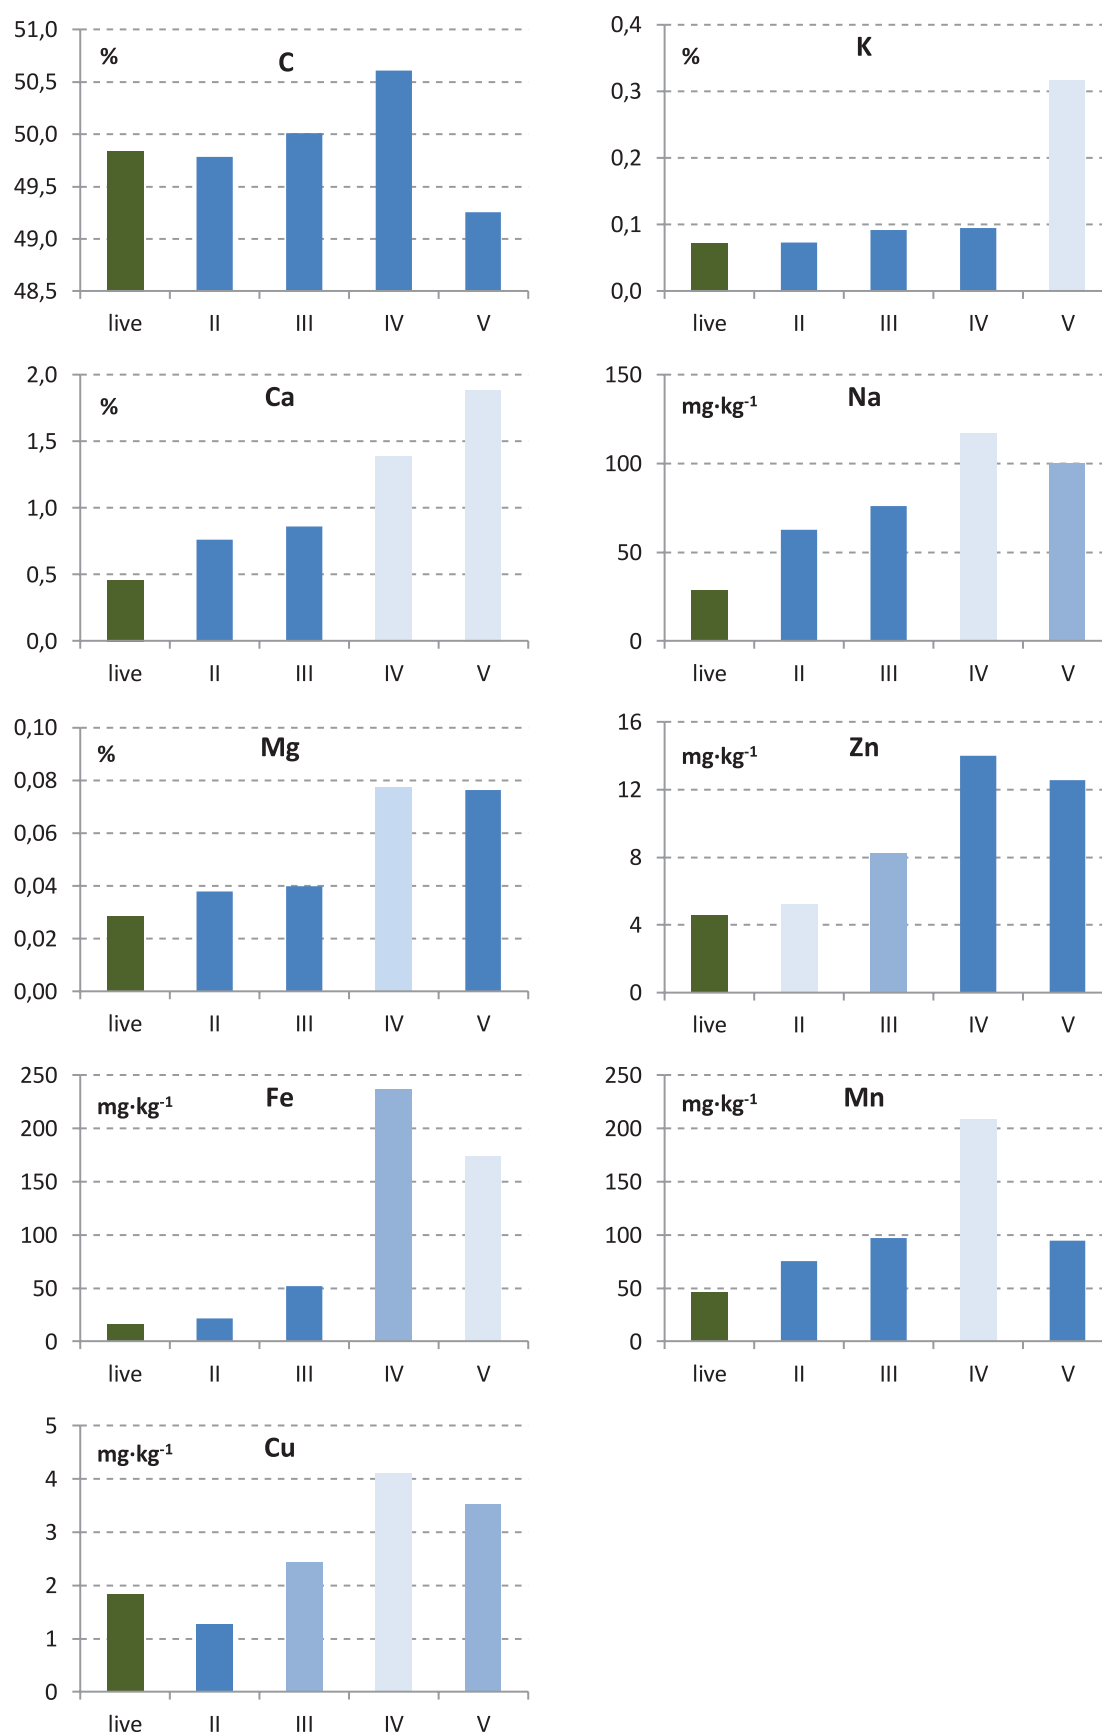 51,0
% C
50,5
50,0
49,5
49,0
48,5
live II III IV V
0,4
% K
0,3
0,2
0,1
0,0
live II III IV V
2,0
% Ca
1,5
1,0
0,5
0,0
live II III IV V
150
mg·kg⁻¹ Na
100
50
0
live II III IV V
0,10
% Mg
0,08
0,06
0,04
0,02
0,00
live II III IV V
16
mg·kg⁻¹ Zn
12
8
4
0
live II III IV V
250
mg·kg⁻¹ Fe
200
150
100
50
0
live II III IV V
250
mg·kg⁻¹ Mn
200
150
100
50
0
live II III IV V
5
mg·kg⁻¹ Cu
4
3
2
1
0
live II III IV V